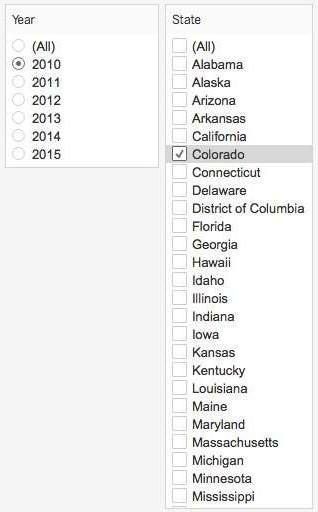 Year
(All)
2010
2011
2012
2013
2014
2015
State
(All)
Alabama
Alaska
Arizona
Arkansas
California
Colorado
Connecticut
Delaware
District of Columbia
Florida
Georgia
Hawaii
Idaho
Illinois
Indiana
Iowa
Kansas
Kentucky
Louisiana
Maine
Maryland
Massachusetts
Michigan
Minnesota
Mississippi